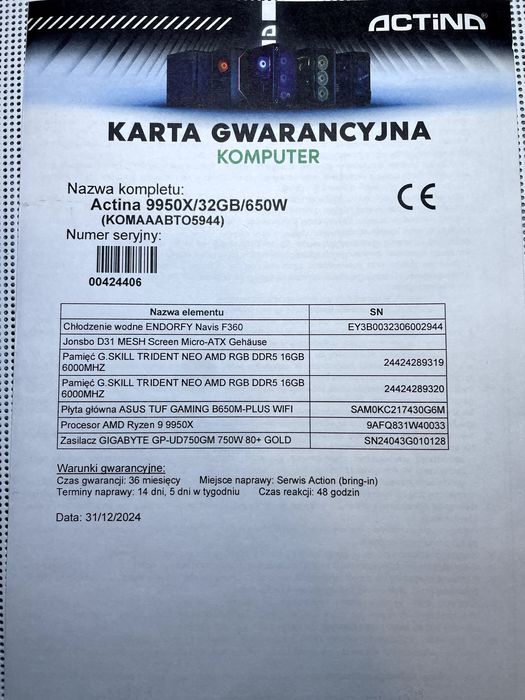 ACTINA®
KARTA GWARANCYJNA
KOMPUTER
Nazwa kompletu:
Actina 9950X/32GB/650W
(KOMAAABTO5944)
CE
Numer seryjny:
00424406
Nazwa elementu SN
Chłodzenie wodne ENDORFY Navis F360 EY3B0032306002944
Jonsbo D31 MESH Screen Micro-ATX Gehäuse
Pamięć G.SKILL TRIDENT NEO AMD RGB DDR5 16GB
6000MHZ 24424289319
Pamięć G.SKILL TRIDENT NEO AMD RGB DDR5 16GB
6000MHZ 24424289320
Płyta główna ASUS TUF GAMING B650M-PLUS WIFI SAM0KC217430G6M
Procesor AMD Ryzen 9 9950X 9AFQ831W40033
Zasilacz GIGABYTE GP-UD750GM 750W 80+ GOLD SN24043G010128
Warunki gwarancyjne:
Czas gwarancji: 36 miesięcy Miejsce naprawy: Serwis Action (bring-in)
Terminy naprawy: 14 dni, 5 dni w tygodniu Czas reakcji: 48 godzin
Data: 31/12/2024